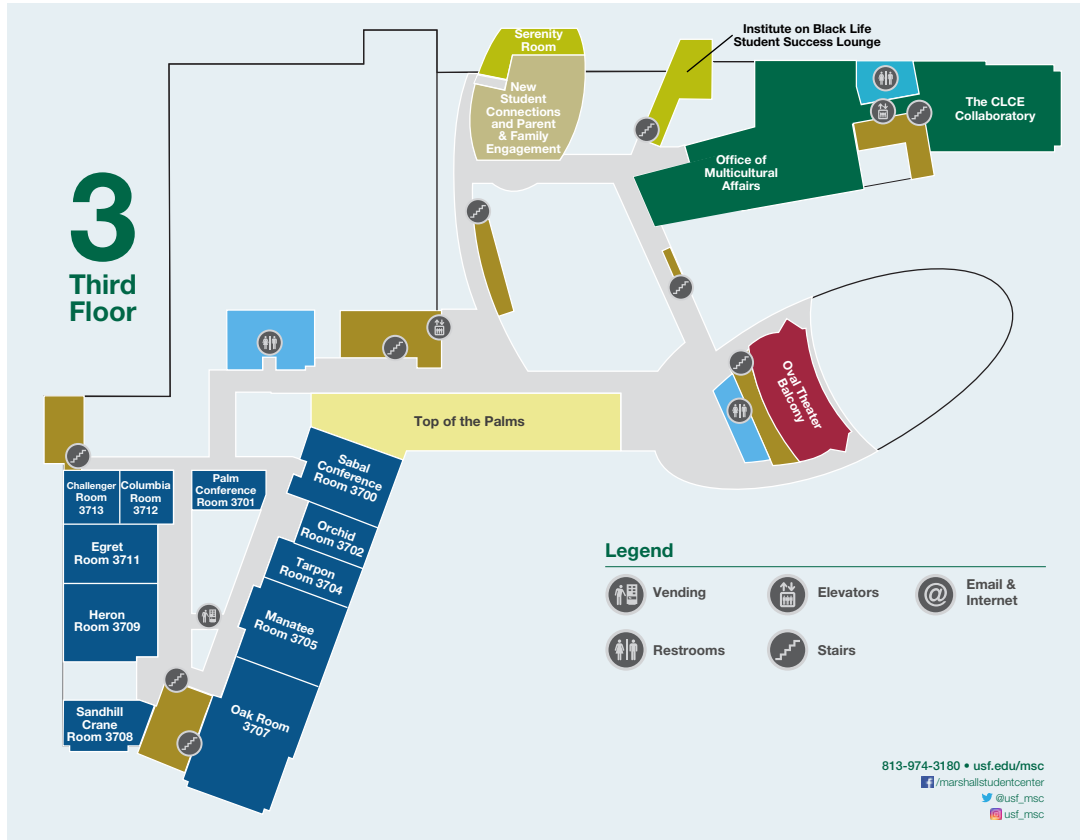 3
Third
Floor
Serenity
Room
New
Student
Connections
and Parent
& Family
Engagement
Institute on Black Life
Student Success Lounge
The CLCE
Collaboratory
Office of
Multicultural
Affairs
Oval Theater
Balcony
Top of the Palms
Sabal
Conference
Room 3700
Challenger
Room
3713
Columbia
Room
3712
Palm
Conference
Room 3701
Orchid
Room 3702
Egret
Room 3711
Tarpon
Room 3704
Heron
Room 3709
Manatee
Room 3705
Sandhill
Crane
Room 3708
Oak Room
3707
Legend
Vending
Elevators
@
Email &
Internet
Restrooms
Stairs
813-974-3180 • usf.edu/msc
f /marshallstudentcenter
@usf_msc
usf_msc